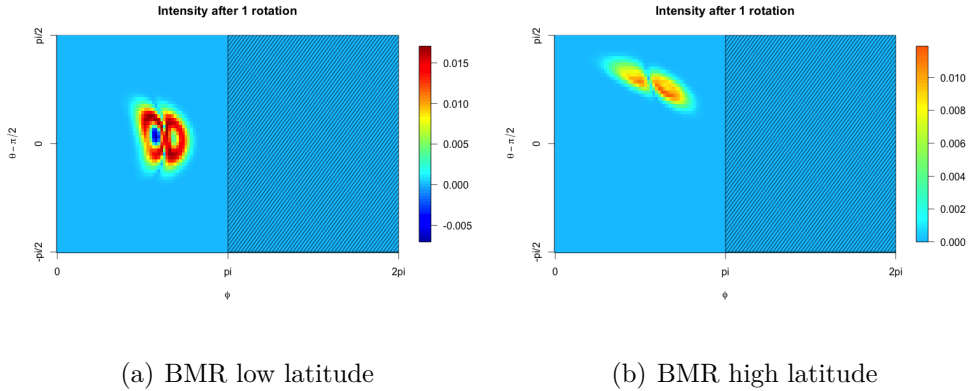 Intensity after 1 rotation
pi/2
0
-pi/2
θ − π/2
0
pi
2pi
ϕ
0.015
0.010
0.005
0.000
-0.005
(a) BMR low latitude
Intensity after 1 rotation
pi/2
0
-pi/2
θ − π/2
0
pi
2pi
ϕ
0.010
0.008
0.006
0.004
0.002
0.000
(b) BMR high latitude